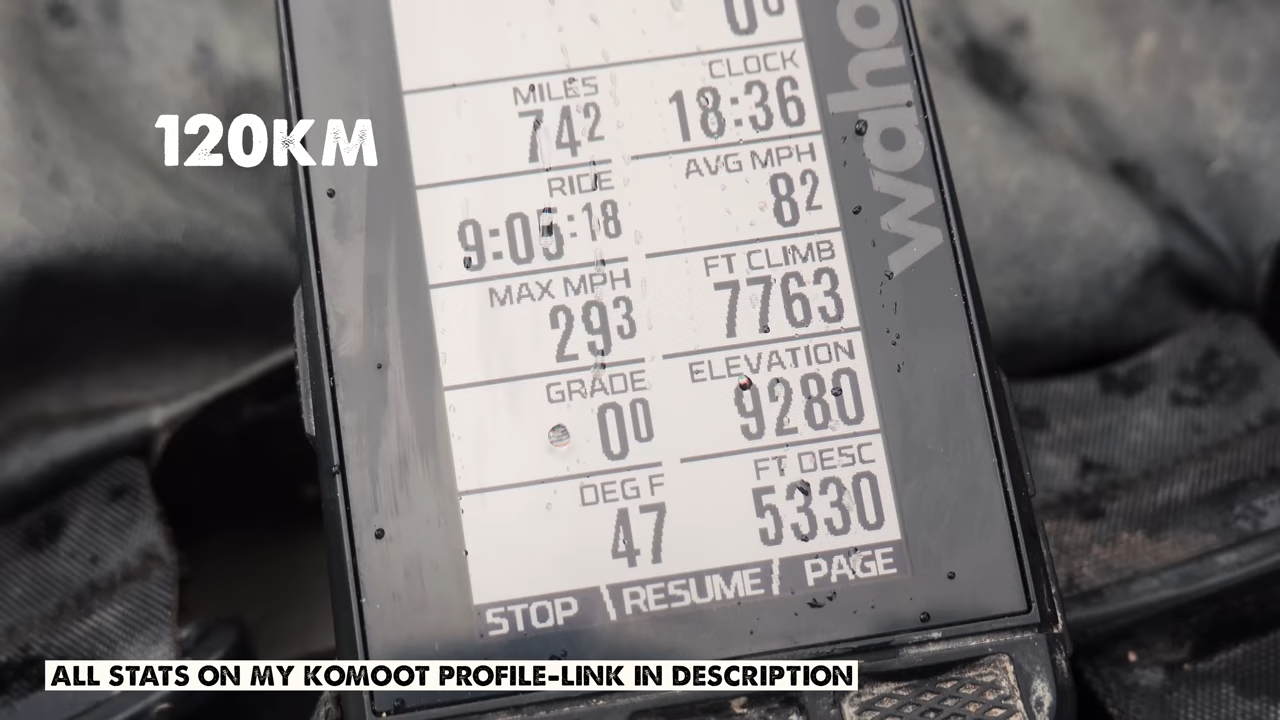 0⁰
MILES
74²
CLOCK
18:36
RIDE
9:05:18
AVG MPH
8²
MAX MPH
29³
FT CLIMB
7763
GRADE
0⁰
ELEVATION
9280
DEG F
47
FT DESC
5330
STOP RESUME PAGE
wahoo
120KM
ALL STATS ON MY KOMOOT PROFILE-LINK IN DESCRIPTION